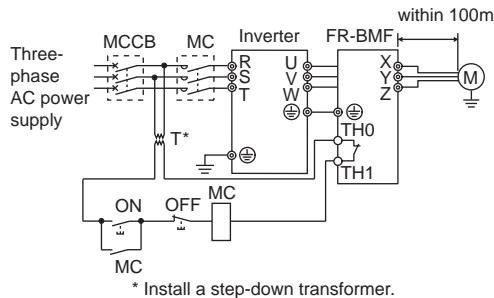 within 100m
MCCB MC Inverter FR-BMF
Three-
phase
AC power
supply
R U X
S V Y M
T W Z
T*
TH0
TH1
MC
ON OFF
MC
* Install a step-down transformer.